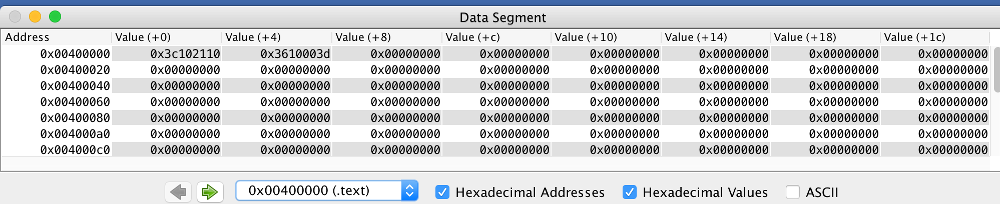 Data Segment
Address Value (+0) Value (+4) Value (+8) Value (+c) Value (+10) Value (+14) Value (+18) Value (+1c)
0x00400000 0x3c102110 0x3610003d 0x00000000 0x00000000 0x00000000 0x00000000 0x00000000 0x00000000
0x00400020 0x00000000 0x00000000 0x00000000 0x00000000 0x00000000 0x00000000 0x00000000 0x00000000
0x00400040 0x00000000 0x00000000 0x00000000 0x00000000 0x00000000 0x00000000 0x00000000 0x00000000
0x00400060 0x00000000 0x00000000 0x00000000 0x00000000 0x00000000 0x00000000 0x00000000 0x00000000
0x00400080 0x00000000 0x00000000 0x00000000 0x00000000 0x00000000 0x00000000 0x00000000 0x00000000
0x004000a0 0x00000000 0x00000000 0x00000000 0x00000000 0x00000000 0x00000000 0x00000000 0x00000000
0x004000c0 0x00000000 0x00000000 0x00000000 0x00000000 0x00000000 0x00000000 0x00000000 0x00000000
0x00400000 (.text) Hexadecimal Addresses Hexadecimal Values ASCII